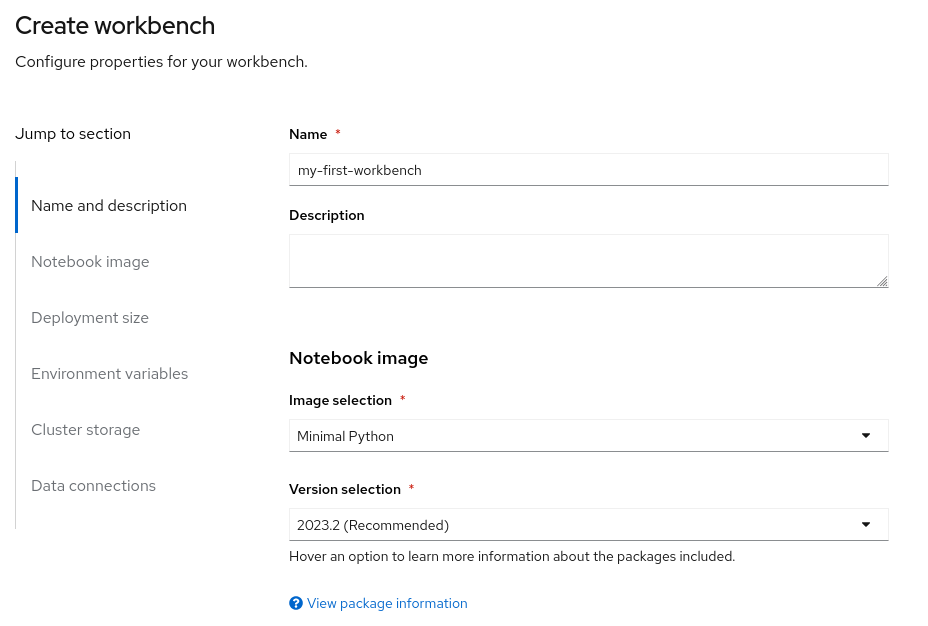 Create workbench
Configure properties for your workbench.
Jump to section
Name and description
Notebook image
Deployment size
Environment variables
Cluster storage
Data connections
Name *
my-first-workbench
Description
Notebook image
Image selection *
Minimal Python
Version selection *
2023.2 (Recommended)
Hover an option to learn more information about the packages included.
View package information